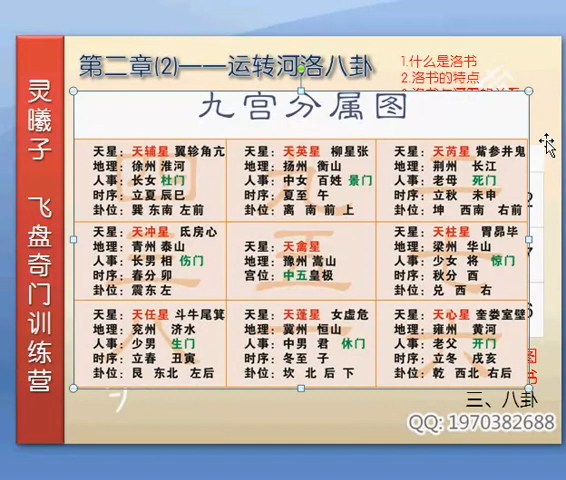 灵曦子 飞盘奇门训练营
第二章(2)——运转河洛八卦
1.什么是洛书
2.洛书的特点
九宫分属图
天星：天辅星 翼轸角亢
地理：徐州 淮河
人事：长女 杜门
时序：立夏 辰巳
卦位：巽 东南 左前
天星：天英星 柳星张
地理：扬州 衡山
人事：中女 百姓 景门
时序：夏至 午
卦位：离 南 前 上
天星：天芮星 觜参井鬼
地理：荆州 长江
人事：老母 死门
时序：立秋 未申
卦位：坤 西南 右前
天星：天冲星 氐房心
地理：青州 泰山
人事：长男 相 伤门
时序：春分 卯
卦位：震 东 左
天星：天禽星
地理：豫州 嵩山
宫位：中五皇极
天星：天柱星 胃昴毕
地理：梁州 华山
人事：少女 将 惊门
时序：秋分 酉
卦位：兑 西 右
天星：天任星 斗牛尾箕
地理：兖州 济水
人事：少男 生门
时序：立春 丑寅
卦位：艮 东北 左后
天星：天蓬星 女虚危
地理：冀州 恒山
人事：中男 君 休门
时序：冬至 子
卦位：坎 北 后 下
天星：天心星 奎娄室壁
地理：雍州 黄河
人事：老父 开门
时序：立冬 戌亥
卦位：乾 西北 右后
图
书
三、八卦
QQ: 1970382688